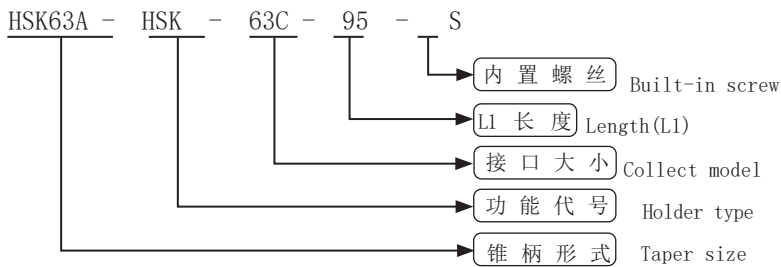 HSK63A - HSK - 63C - 95 - S
内置螺丝 Built-in screw
L1 长度 Length(L1)
接口大小 Collect model
功能代号 Holder type
锥柄形式 Taper size